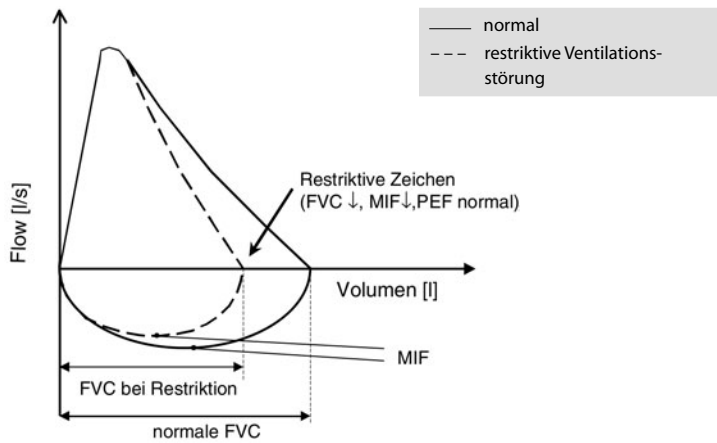 normal
restriktive Ventilations-
störung
Flow [l/s]
Restriktive Zeichen
(FVC ↓, MIF↓,PEF normal)
Volumen [l]
MIF
FVC bei Restriktion
normale FVC